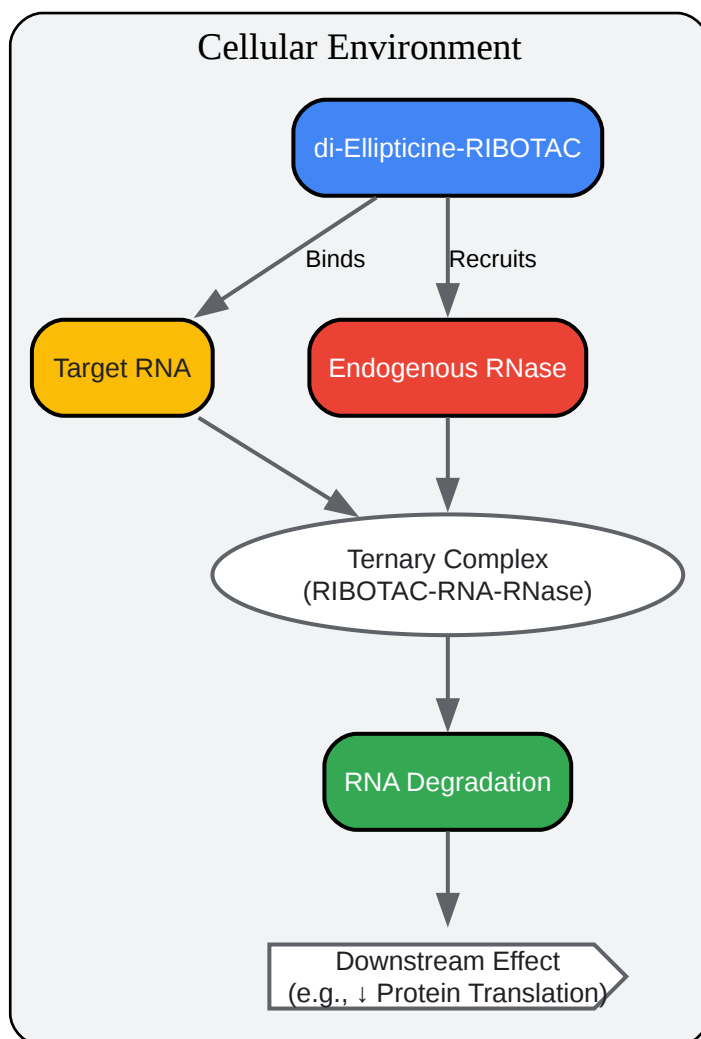 Cellular Environment
di-Ellipticine-RIBOTAC
Binds
Recruits
Target RNA
Endogenous RNase
Ternary Complex
(RIBOTAC-RNA-RNase)
RNA Degradation
Downstream Effect
(e.g., ↓ Protein Translation)